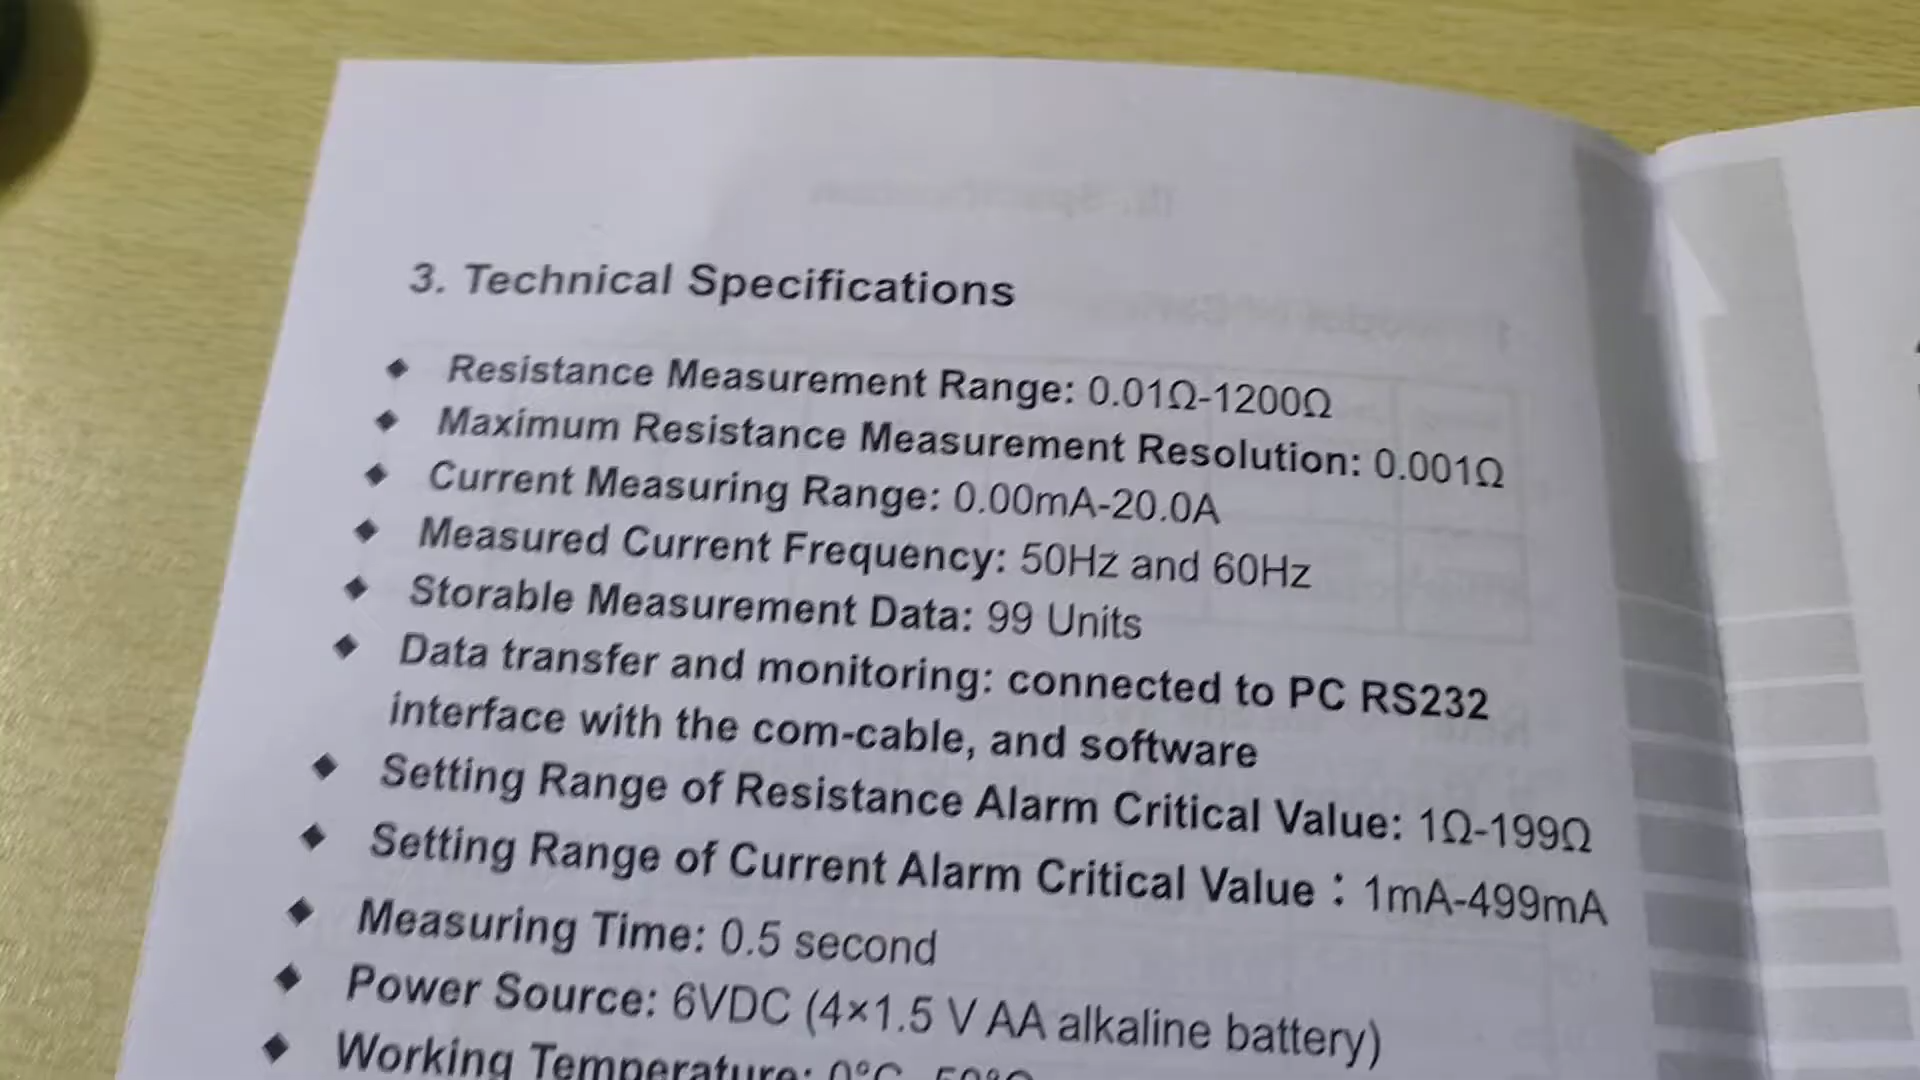 3. Technical Specifications
◆ Resistance Measurement Range: 0.01Ω-1200Ω
◆ Maximum Resistance Measurement Resolution: 0.001Ω
◆ Current Measuring Range: 0.00mA-20.0A
◆ Measured Current Frequency: 50Hz and 60Hz
◆ Storable Measurement Data: 99 Units
◆ Data transfer and monitoring: connected to PC RS232
interface with the com-cable, and software
◆ Setting Range of Resistance Alarm Critical Value: 1Ω-199Ω
◆ Setting Range of Current Alarm Critical Value：1mA-499mA
◆ Measuring Time: 0.5 second
◆ Power Source: 6VDC (4×1.5 V AA alkaline battery)
◆ Working Temperature: 0°C